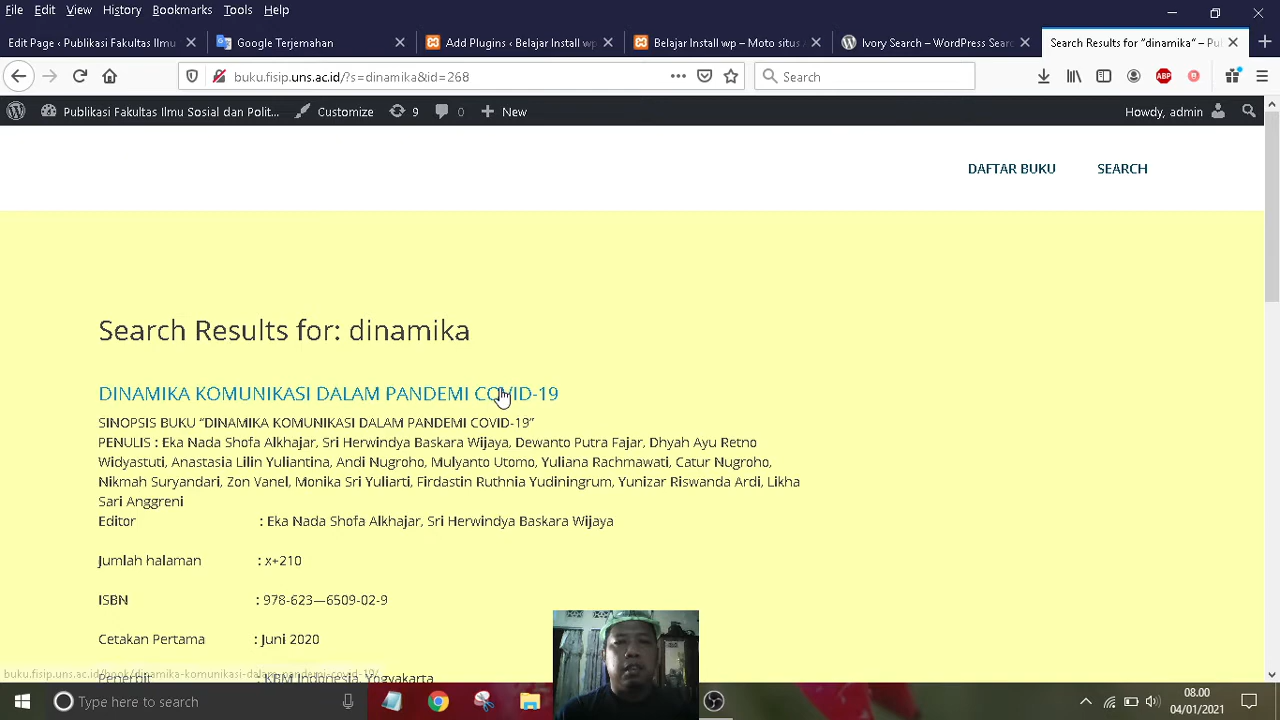 File Edit View History Bookmarks Tools Help
Edit Page ‹ Publikasi Fakultas Ilmu
Google Terjemahan
Add Plugins ‹ Belajar Install wp
Belajar Install wp – Moto situs
Ivory Search – WordPress Searc
Search Results for "dinamika" – Pu
buku.fisip.uns.ac.id/?s=dinamika&id=268
Search
ABP
Publikasi Fakultas Ilmu Sosial dan Polit... Customize 9 0 New Howdy, admin
DAFTAR BUKU SEARCH
Search Results for: dinamika
DINAMIKA KOMUNIKASI DALAM PANDEMI COVID-19
SINOPSIS BUKU “DINAMIKA KOMUNIKASI DALAM PANDEMI COVID-19”
PENULIS : Eka Nada Shofa Alkhajar, Sri Herwindya Baskara Wijaya, Dewanto Putra Fajar, Dhyah Ayu Retno
Widyastuti, Anastasia Lilin Yuliantina, Andi Nugroho, Mulyanto Utomo, Yuliana Rachmawati, Catur Nugroho,
Nikmah Suryandari, Zon Vanel, Monika Sri Yuliarti, Firdastin Ruthnia Yudiningrum, Yunizar Riswanda Ardi, Likha
Sari Anggreni
Editor : Eka Nada Shofa Alkhajar, Sri Herwindya Baskara Wijaya
Jumlah halaman : x+210
ISBN : 978-623—6509-02-9
Cetakan Pertama : Juni 2020
Penerbit : KBM Indonesia, Yogyakarta
Type here to search
08.00
04/01/2021